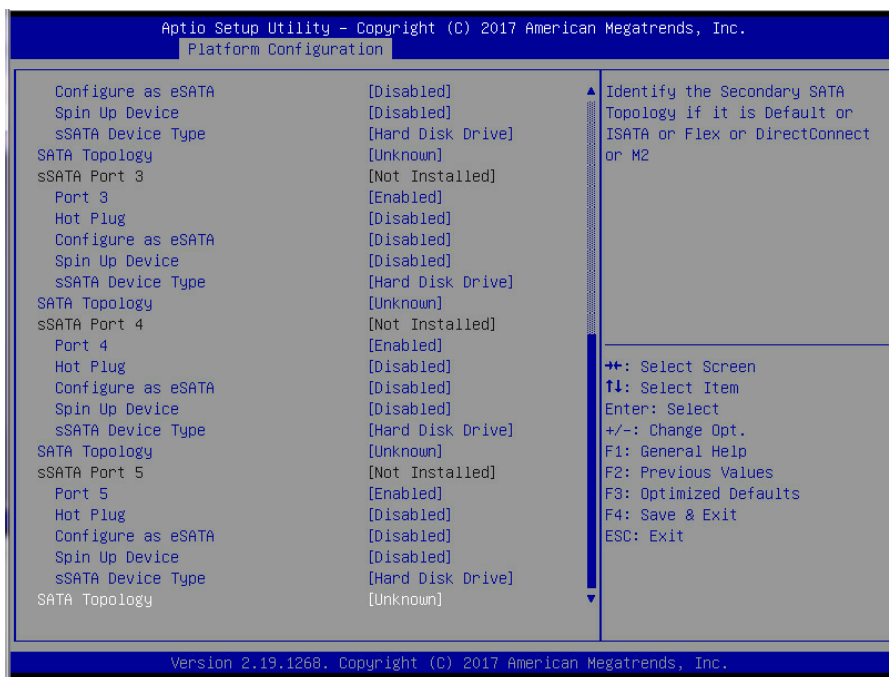 Aptio Setup Utility – Copyright (C) 2017 American Megatrends, Inc.
Platform Configuration
Configure as eSATA [Disabled]
Spin Up Device [Disabled]
sSATA Device Type [Hard Disk Drive]
SATA Topology [Unknown]
sSATA Port 3 [Not Installed]
Port 3 [Enabled]
Hot Plug [Disabled]
Configure as eSATA [Disabled]
Spin Up Device [Disabled]
sSATA Device Type [Hard Disk Drive]
SATA Topology [Unknown]
sSATA Port 4 [Not Installed]
Port 4 [Enabled]
Hot Plug [Disabled]
Configure as eSATA [Disabled]
Spin Up Device [Disabled]
sSATA Device Type [Hard Disk Drive]
SATA Topology [Unknown]
sSATA Port 5 [Not Installed]
Port 5 [Enabled]
Hot Plug [Disabled]
Configure as eSATA [Disabled]
Spin Up Device [Disabled]
sSATA Device Type [Hard Disk Drive]
SATA Topology [Unknown]
Identify the Secondary SATA
Topology if it is Default or
ISATA or Flex or DirectConnect
or M2
→←: Select Screen
↑↓: Select Item
Enter: Select
+/-: Change Opt.
F1: General Help
F2: Previous Values
F3: Optimized Defaults
F4: Save & Exit
ESC: Exit
Version 2.19.1268. Copyright (C) 2017 American Megatrends, Inc.